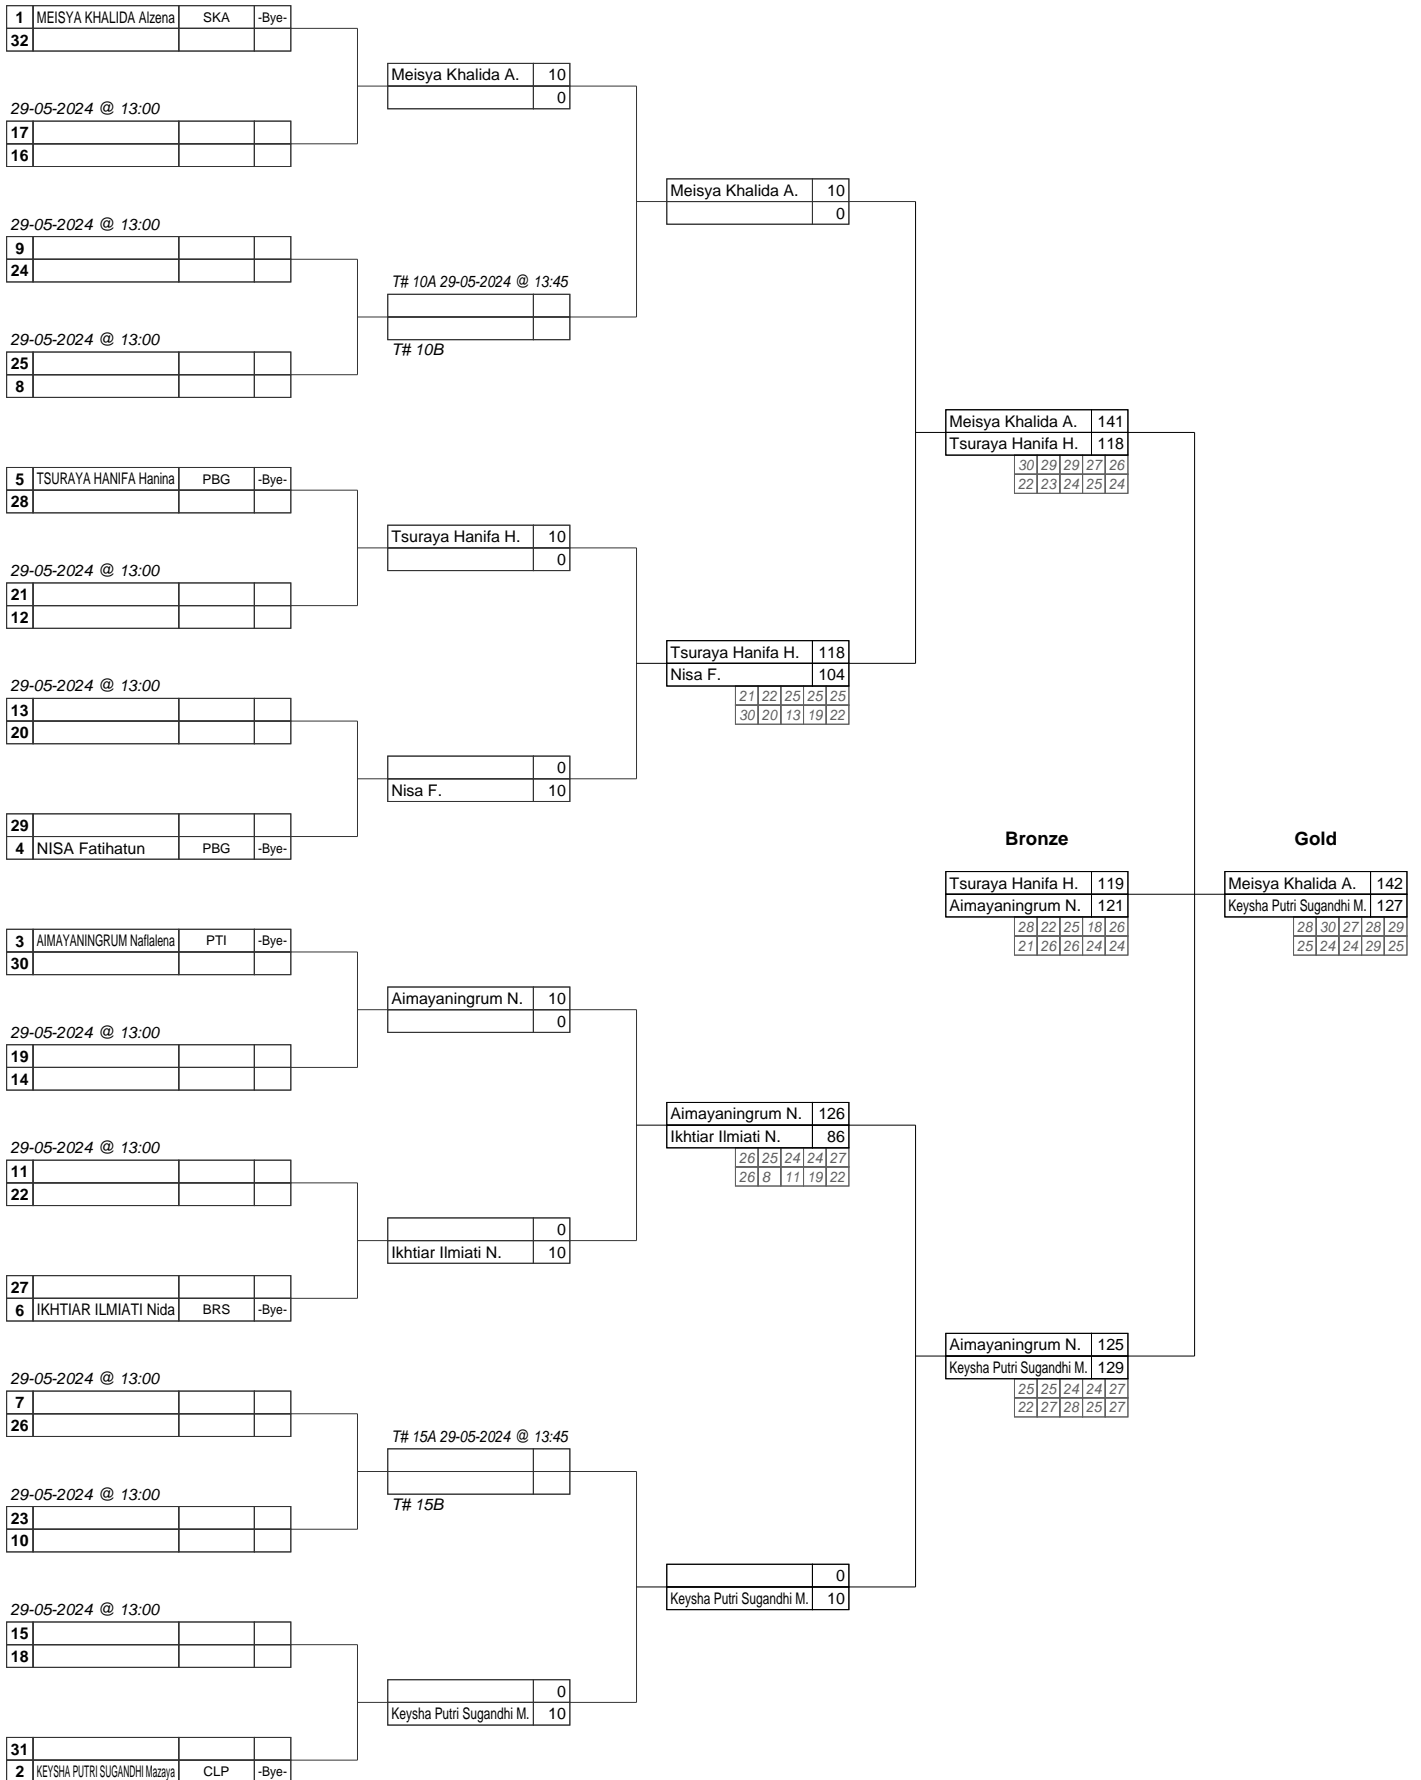 1 MEISYA KHALIDA Alzena SKA -Bye-
32
29-05-2024 @ 13:00
17
16
29-05-2024 @ 13:00
9
24
29-05-2024 @ 13:00
25
8
5 TSURAYA HANIFA Hanina PBG -Bye-
28
29-05-2024 @ 13:00
21
12
29-05-2024 @ 13:00
13
20
29
4 NISA Fatihatun PBG -Bye-
3 AIMAYANINGRUM Naflalena PTI -Bye-
30
29-05-2024 @ 13:00
19
14
29-05-2024 @ 13:00
11
22
27
6 IKHTIAR ILMIATI Nida BRS -Bye-
29-05-2024 @ 13:00
7
26
29-05-2024 @ 13:00
23
10
29-05-2024 @ 13:00
15
18
31
2 KEYSHA PUTRI SUGANDHI Mazaya CLP -Bye-
Meisya Khalida A. 10
0
T# 10A 29-05-2024 @ 13:45
T# 10B
Tsuraya Hanifa H. 10
0
0
Nisa F. 10
Aimayaningrum N. 10
0
0
Ikhtiar Ilmiati N. 10
T# 15A 29-05-2024 @ 13:45
T# 15B
0
Keysha Putri Sugandhi M. 10
Meisya Khalida A. 10
0
Tsuraya Hanifa H. 118
Nisa F. 104
21 22 25 25 25
30 20 13 19 22
Aimayaningrum N. 126
Ikhtiar Ilmiati N. 86
26 25 24 24 27
26 8 11 19 22
0
Keysha Putri Sugandhi M. 10
Meisya Khalida A. 141
Tsuraya Hanifa H. 118
30 29 29 27 26
22 23 24 25 24
Bronze
Tsuraya Hanifa H. 119
Aimayaningrum N. 121
28 22 25 18 26
21 26 26 24 24
Aimayaningrum N. 125
Keysha Putri Sugandhi M. 129
25 25 24 24 27
22 27 28 25 27
Gold
Meisya Khalida A. 142
Keysha Putri Sugandhi M. 127
28 30 27 28 29
25 24 24 29 25